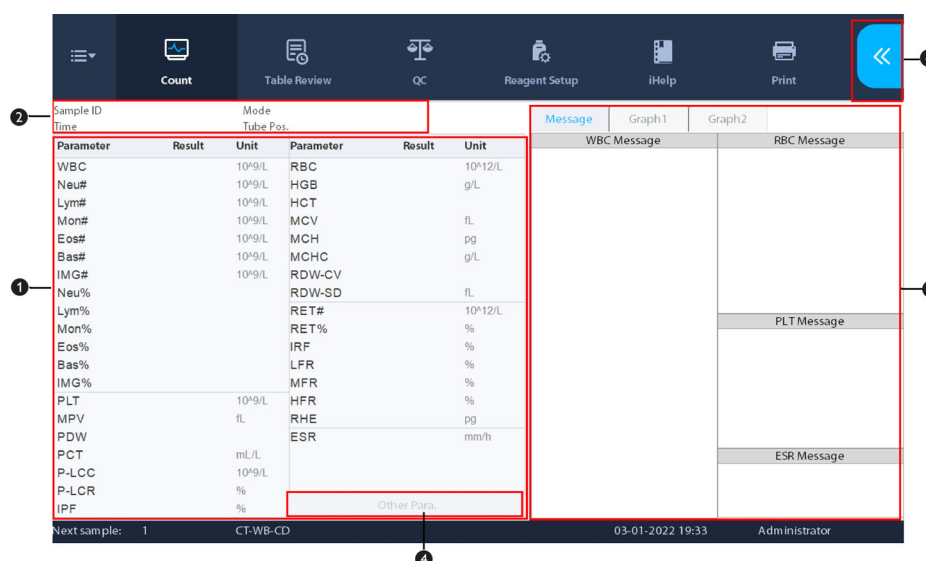 Count Table Review QC Reagent Setup iHelp Print
2 Sample ID Mode
Time Tube Pos.
Message Graph1 Graph2
Parameter Result Unit Parameter Result Unit WBC Message RBC Message
WBC 10^9/L RBC 10^12/L
Neu# 10^9/L HGB g/L
Lym# 10^9/L HCT
Mon# 10^9/L MCV fL
Eos# 10^9/L MCH pg
Bas# 10^9/L MCHC g/L
IMG# 10^9/L RDW-CV
1 Neu% RDW-SD fL
Lym% RET# 10^12/L
Mon% RET% % PLT Message
Eos% IRF %
Bas% LFR %
IMG% MFR %
PLT 10^9/L HFR %
MPV fL RHE pg
PDW ESR mm/h
PCT mL/L ESR Message
P-LCC 10^9/L
P-LCR %
IPF % Other Para.
Next sample: 1 CT-WB-CD 03-01-2022 19:33 Administrator
4